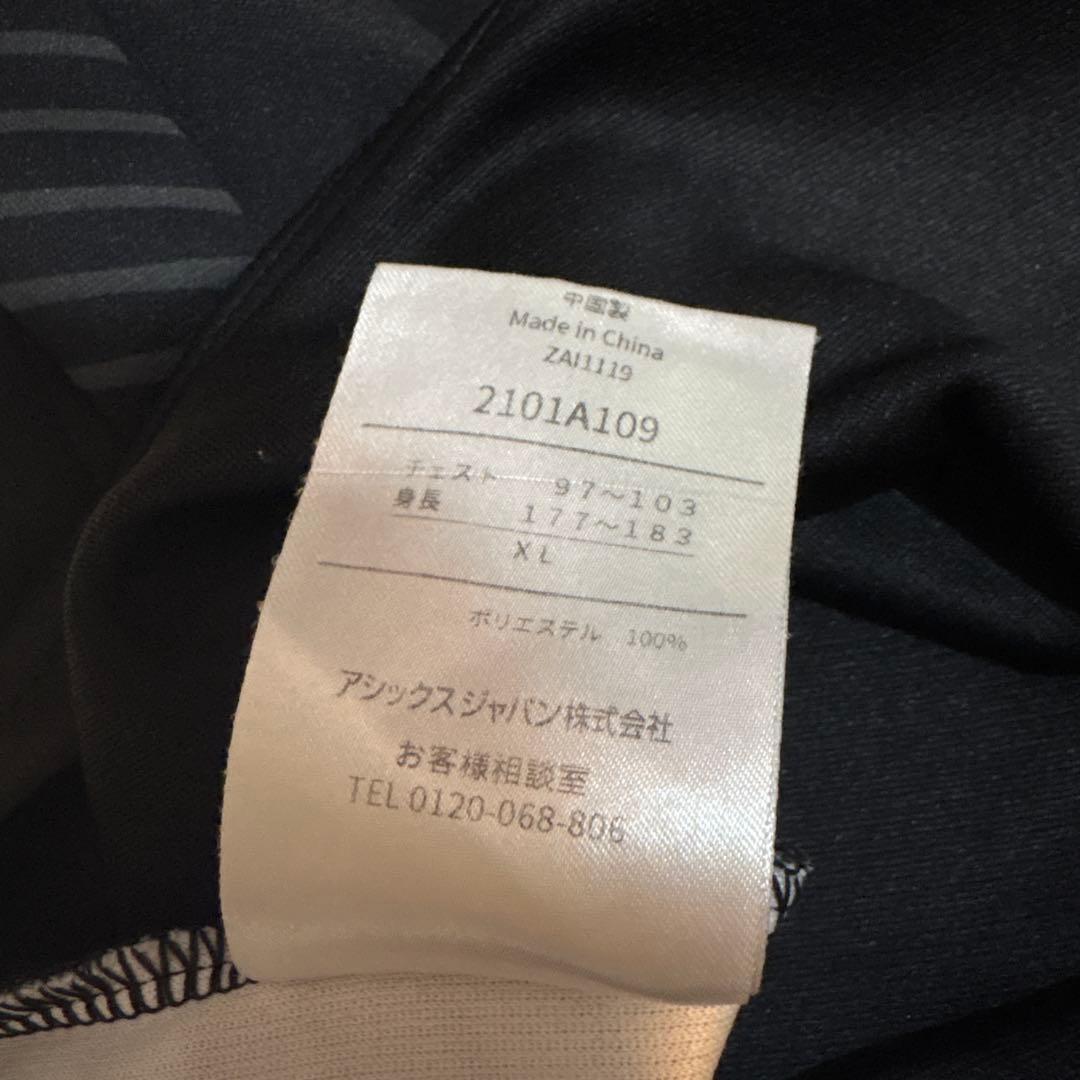 中国製
Made in China
ZAI1119
2101A109
チェスト 97～103
身長 177～183
XL
ポリエステル 100%
アシックスジャパン株式会社
お客様相談室
TEL 0120-068-806